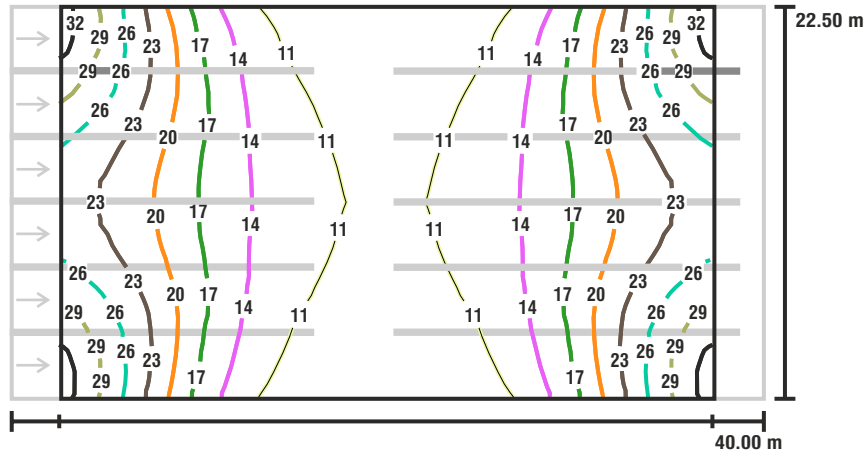 32 29 26 23 17 14 11 11 14 17 23 26 29 32 22.50 m
29 26 26 29
26 23 20 17 14 11 11 14 17 20 23 26
23 20 17 14 11 11 14 17 20 23
26 23 20 17 14 11 11 14 17 20 23 26
29 26 26 29
29 26 23 23 26 29
29 17 17 29
40.00 m